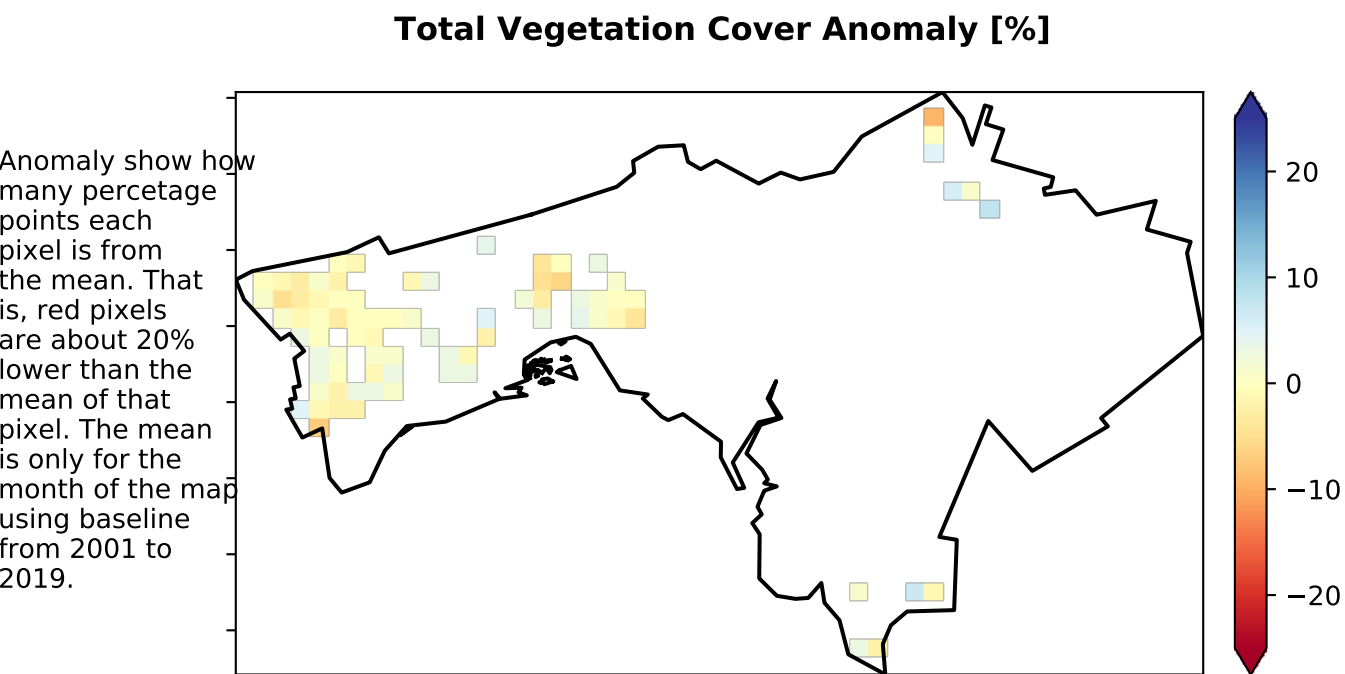 Total Vegetation Cover Anomaly [%]
Anomaly show how
many percetage
points each
pixel is from
the mean. That
is, red pixels
are about 20%
lower than the
mean of that
pixel. The mean
is only for the
month of the map
using baseline
from 2001 to
2019.
20
10
0
−10
−20